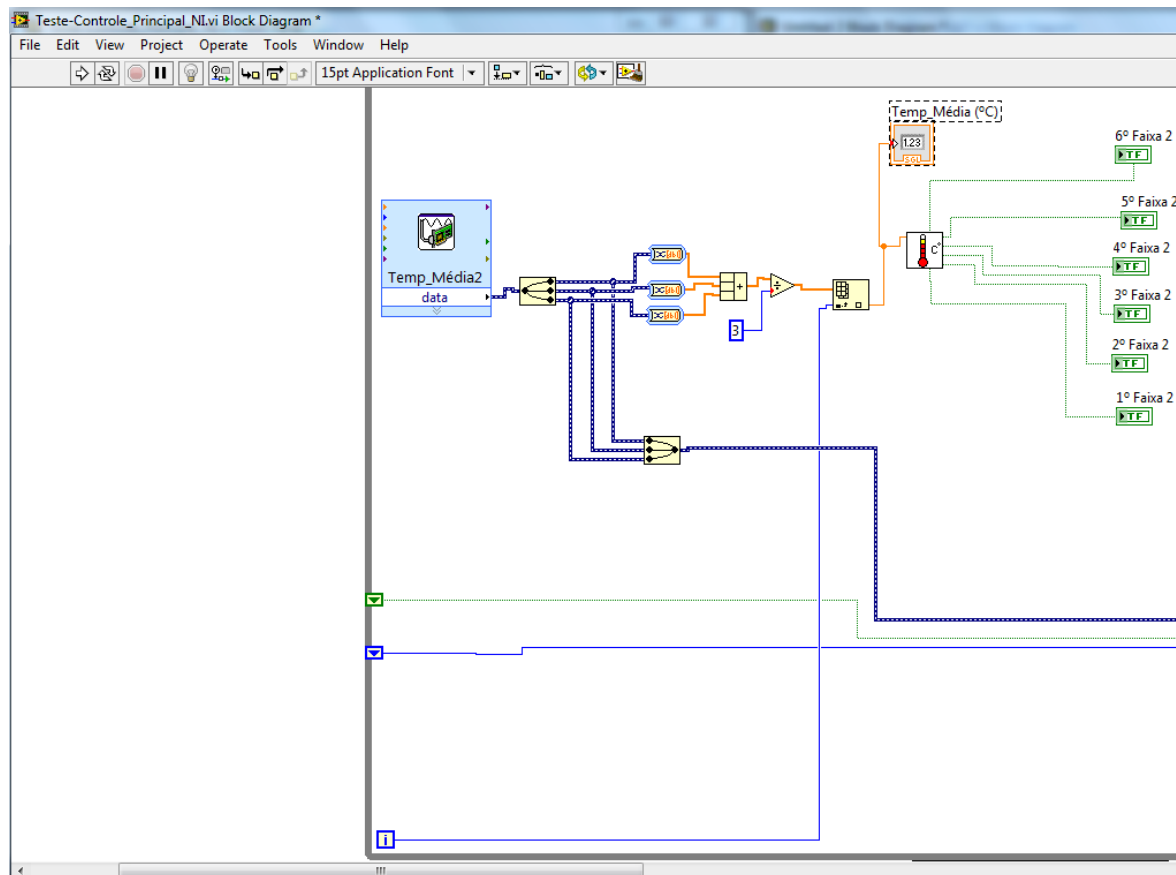 Teste-Controle_Principal_NI.vi Block Diagram *
File Edit View Project Operate Tools Window Help
15pt Application Font
Temp_Média (ºC)
1.23
SGL
6º Faixa 2
TF
5º Faixa 2
TF
Temp_Média2
data
C°
4º Faixa 2
TF
3º Faixa 2
TF
3
2º Faixa 2
TF
1º Faixa 2
TF
i